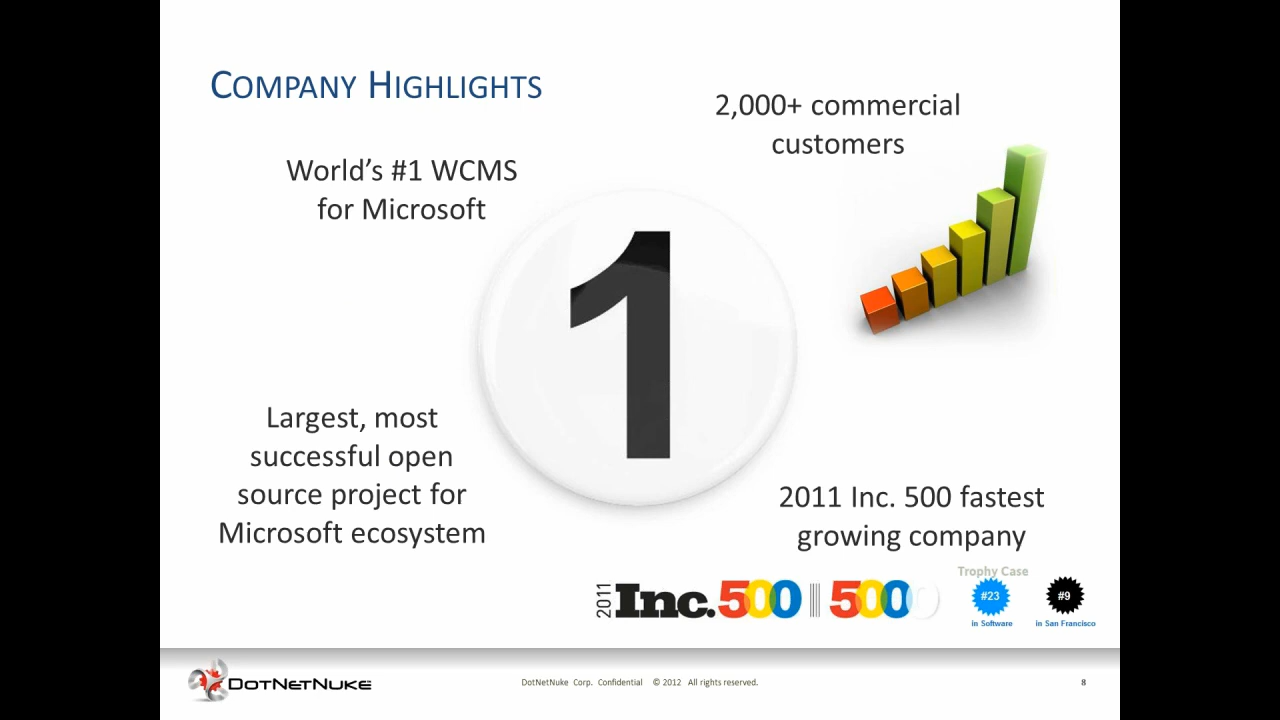 COMPANY HIGHLIGHTS
2,000+ commercial
customers
World's #1 WCMS
for Microsoft
1
Largest, most
successful open
source project for
Microsoft ecosystem
2011 Inc. 500 fastest
growing company
2011 Inc. 500 5000
Trophy Case
#23
in Software
#9
in San Francisco
DOTNETNUKE
DotNetNuke Corp. Confidential © 2012 All rights reserved.
8